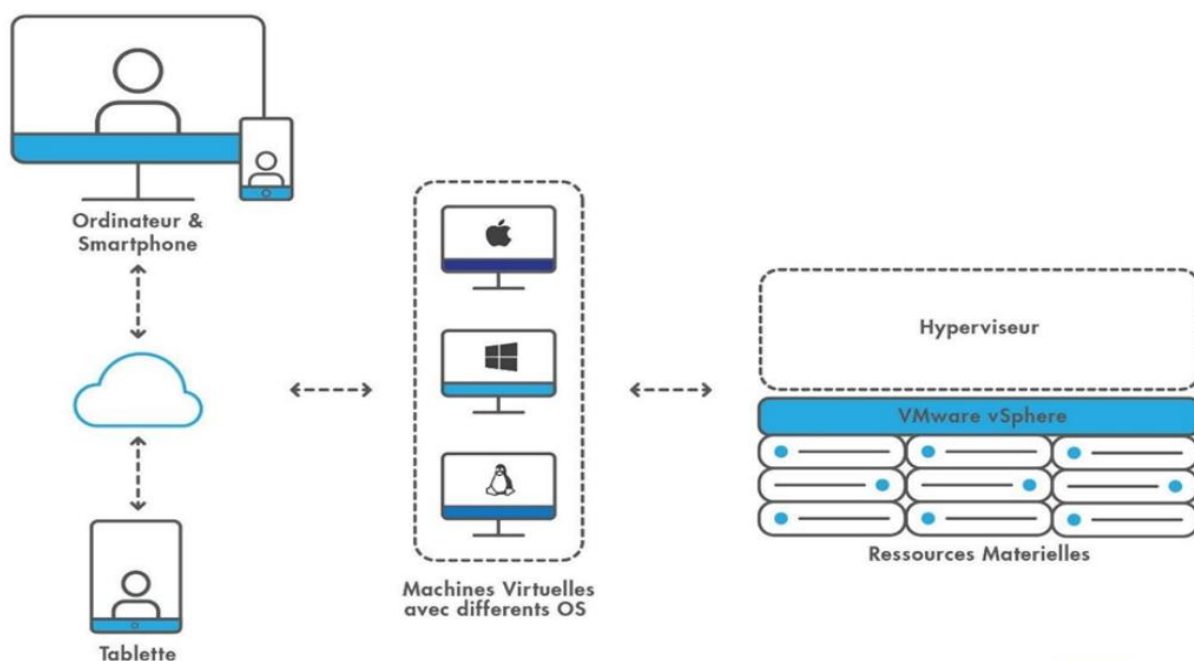 Ordinateur &
Smartphone
Tablette
Machines Virtuelles
avec differents OS
Hyperviseur
VMware vSphere
Ressources Materielles